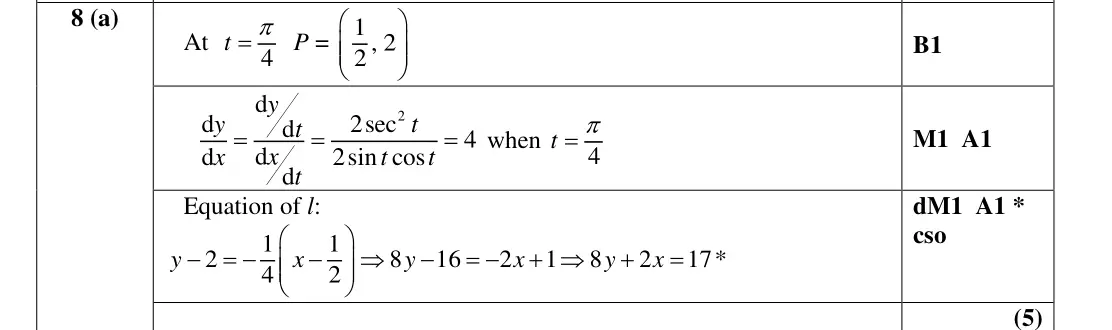 8 (a)
At t = π/4 P = (1/2, 2)
B1
dy/dx = (dy/dt)/(dx/dt) = 2sec² t/2sin t cos t = 4 when t = π/4
M1 A1
Equation of l:
y − 2 = −1/4 (x − 1/2) ⇒ 8y − 16 = −2x + 1 ⇒ 8y + 2x = 17 *
dM1 A1 *
cso
(5)